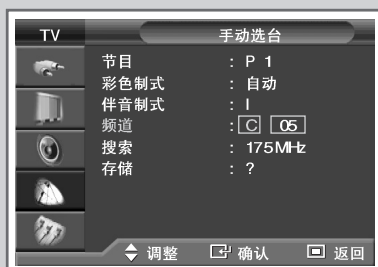 TV 手动选台
节目 : P 1
彩色制式 : 自动
伴音制式 : I
频道 : C 05
搜索 : 175MHz
存储 : ?
调整 确认 返回